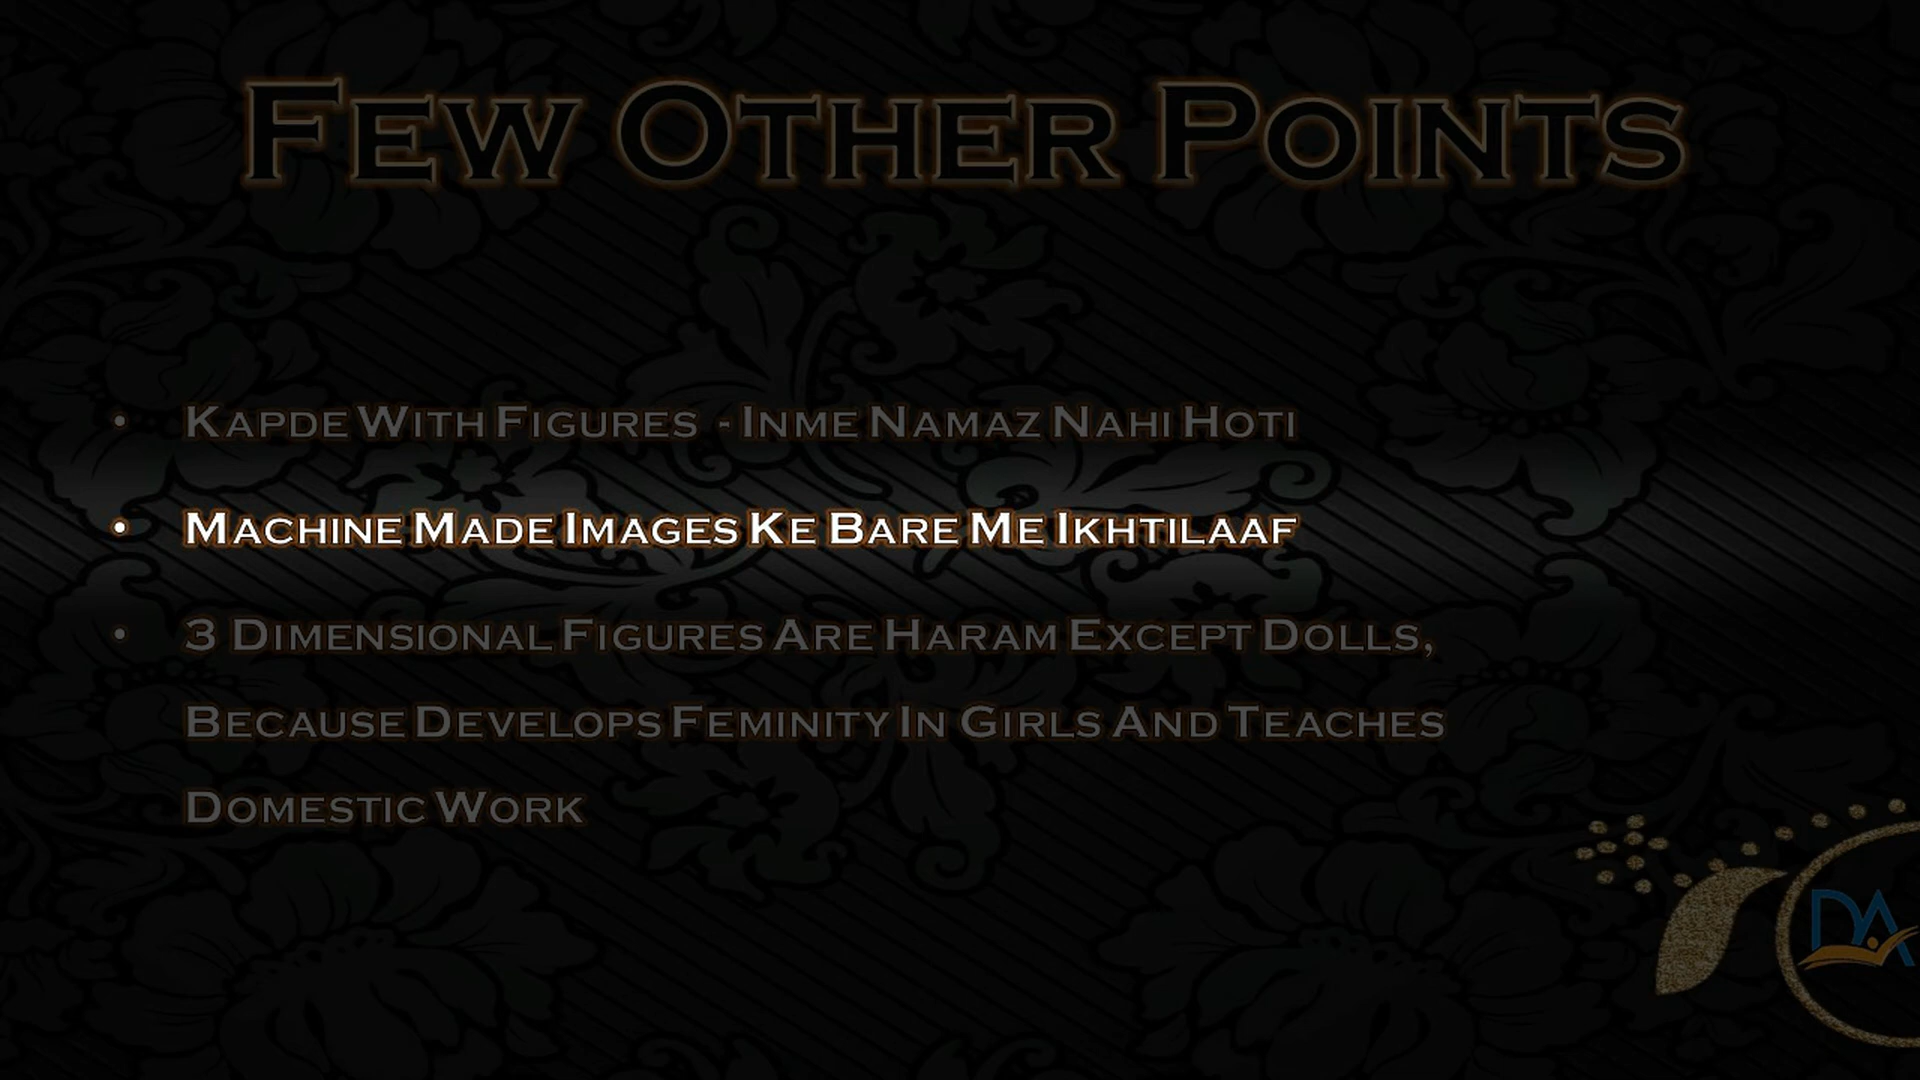 Few Other Points
• Kapde With Figures - Inme Namaz Nahi Hoti
• Machine Made Images Ke Bare Me Ikhtilaaf
• 3 Dimensional Figures Are Haram Except Dolls,
Because Develops Feminity In Girls And Teaches
Domestic Work
DA